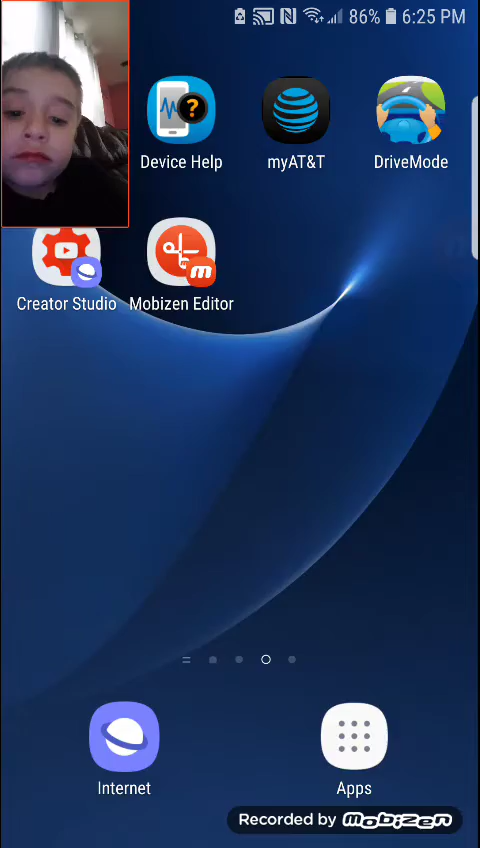 86% 6:25 PM
?
Device Help
myAT&T
DriveMode
m
Creator Studio
Mobizen Editor
Internet
Apps
Recorded by Mobizen